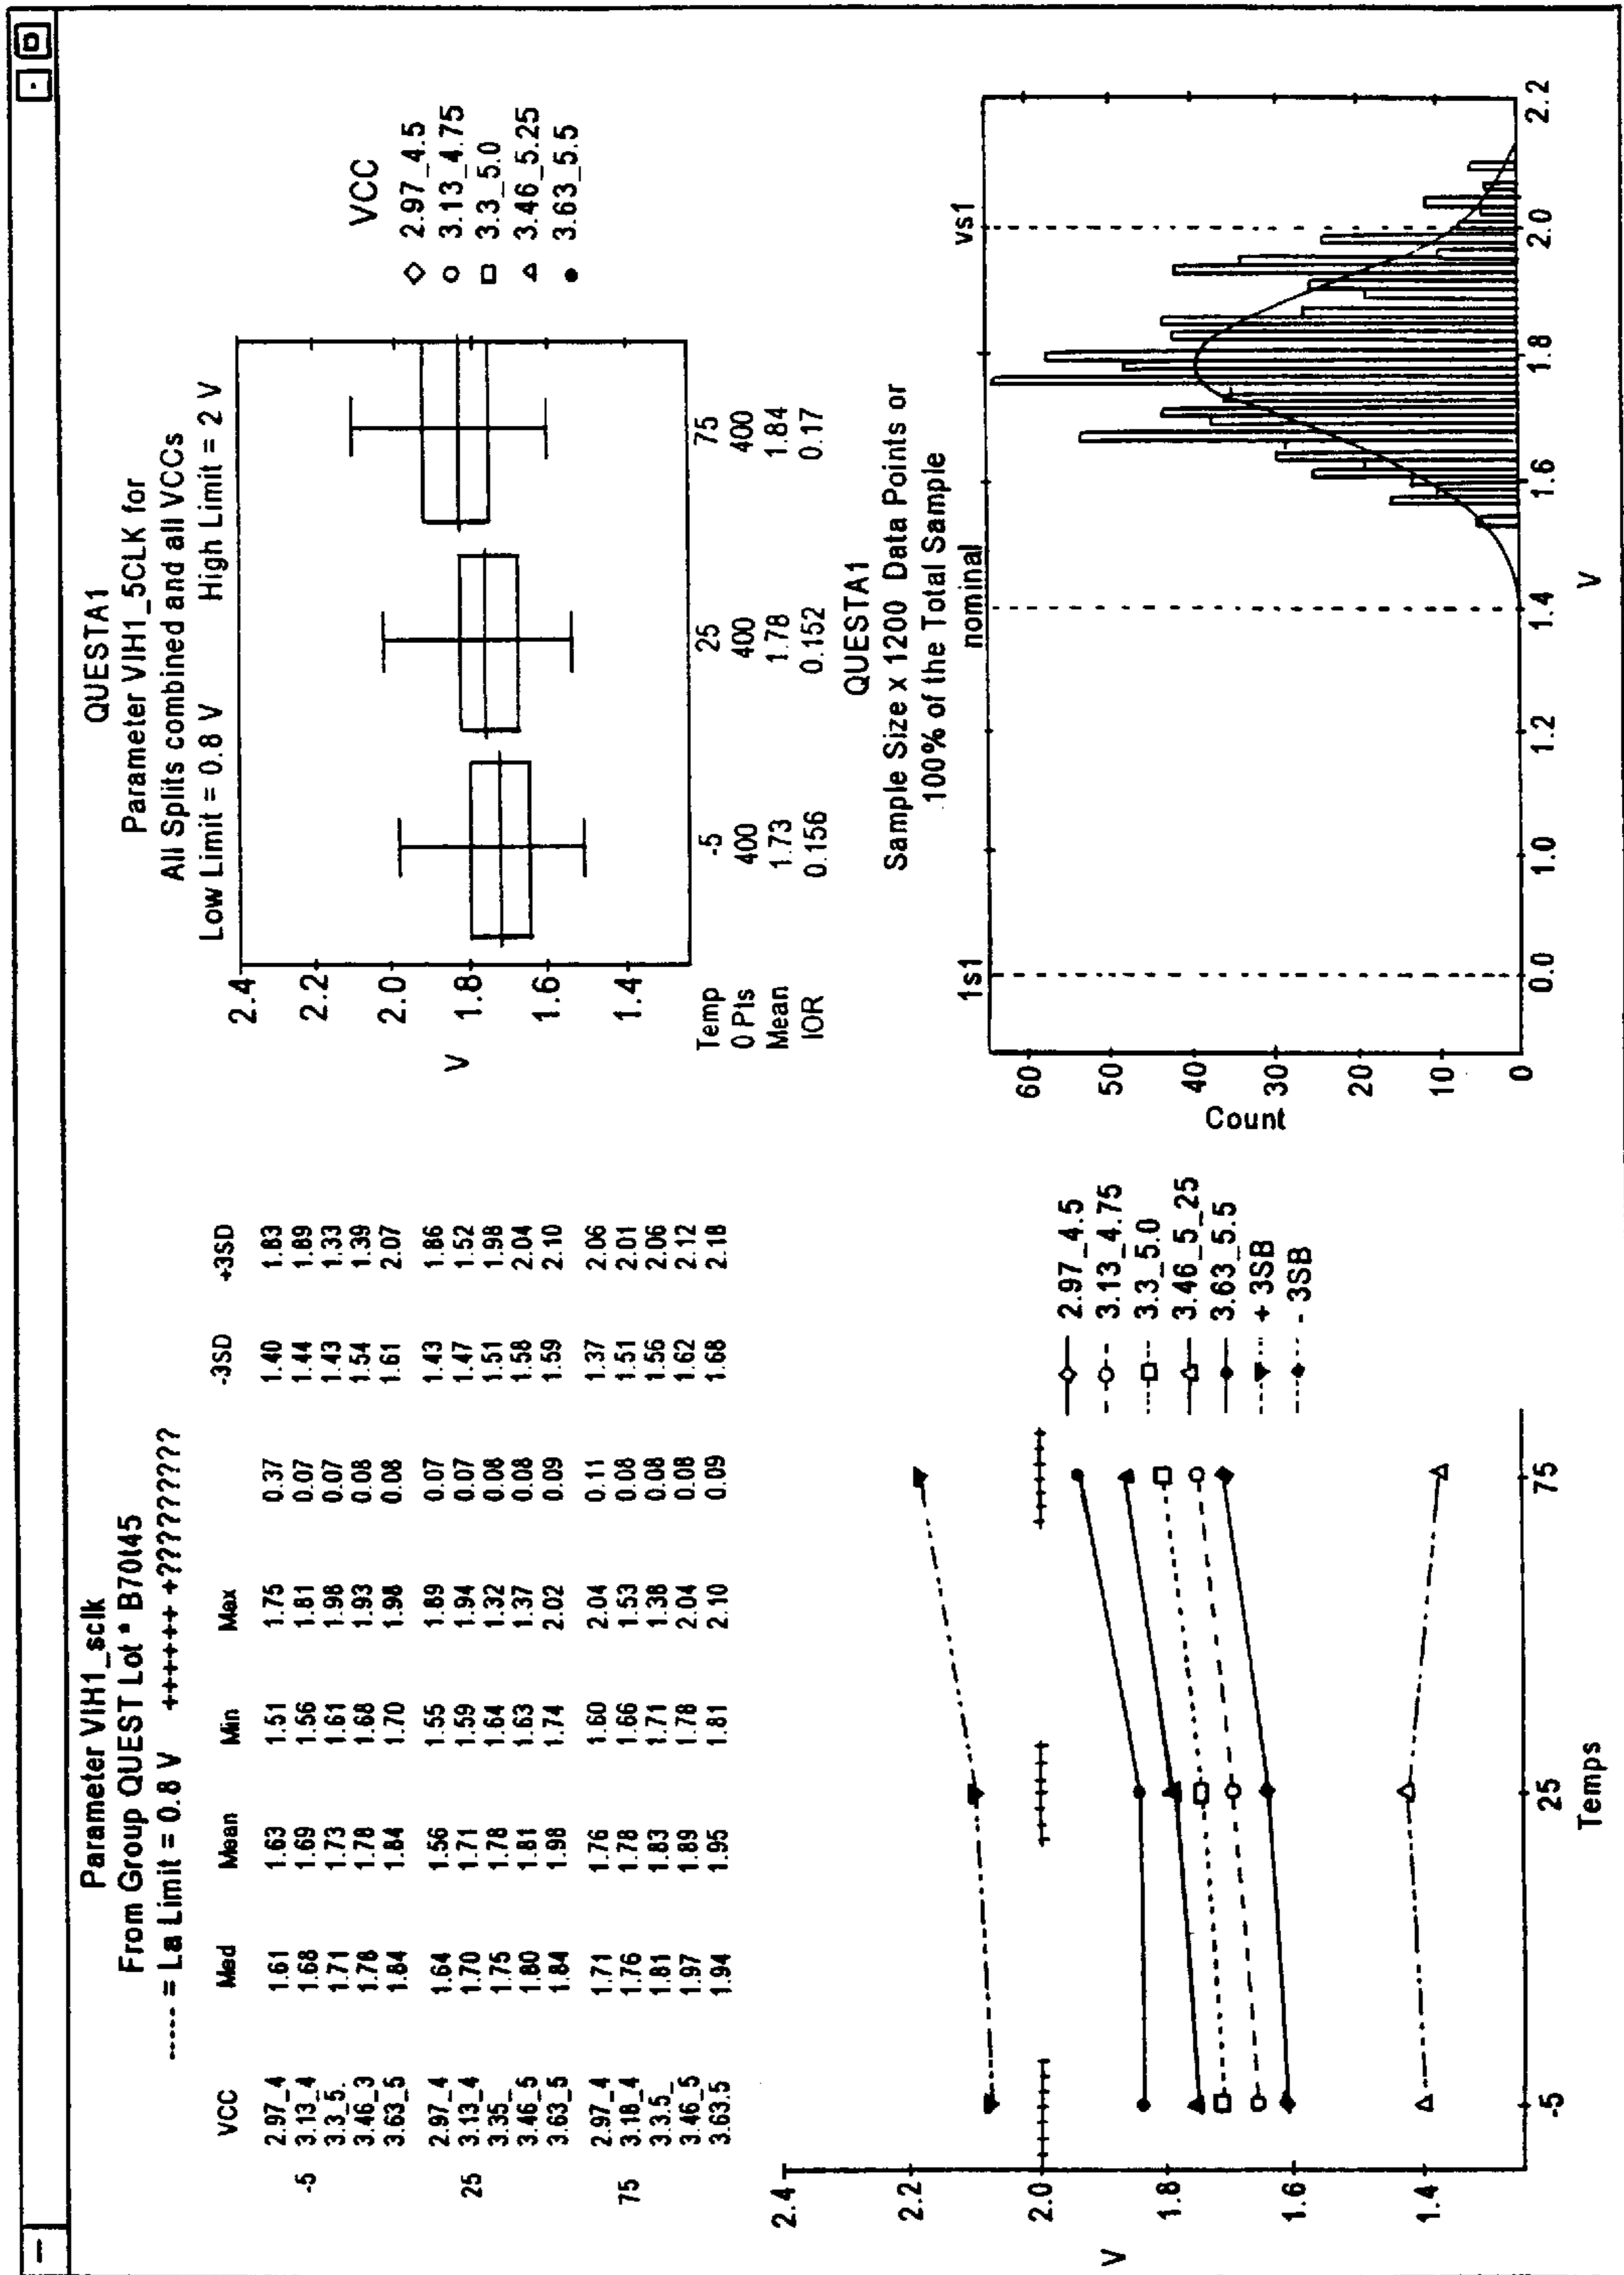 Parameter VIH1_sclk
From Group QUEST Lot * B70t45
----- = La Limit = 0.8 V ++++++ +?????????
VCC Med Mean Min Max -3SD +3SD
-5
2.97_4 1.61 1.63 1.51 1.75 0.37 1.40 1.83
3.13_4 1.68 1.69 1.56 1.81 0.07 1.44 1.89
3.3_5. 1.71 1.73 1.61 1.98 0.07 1.43 1.33
3.46_3 1.78 1.78 1.68 1.93 0.08 1.54 1.39
3.63_5 1.84 1.84 1.70 1.98 0.08 1.61 2.07
25
2.97_4 1.64 1.56 1.55 1.89 0.07 1.43 1.86
3.13_4 1.70 1.71 1.59 1.94 0.07 1.47 1.52
3.35_ 1.75 1.78 1.64 1.32 0.08 1.51 1.98
3.46_5 1.80 1.81 1.63 1.37 0.08 1.58 2.04
3.63_5 1.84 1.98 1.74 2.02 0.09 1.59 2.10
75
2.97_4 1.71 1.76 1.60 2.04 0.11 1.37 2.06
3.18_4 1.76 1.78 1.66 1.53 0.08 1.51 2.01
3.3.5_ 1.81 1.83 1.71 1.38 0.08 1.56 2.06
3.46_5 1.97 1.89 1.78 2.04 0.08 1.62 2.12
3.63.5 1.94 1.95 1.81 2.10 0.09 1.68 2.18
QUESTA1
Parameter VIH1_5CLK for
All Splits combined and all VCCs
Low Limit = 0.8 V High Limit = 2 V
2.4
2.2
2.0
1.8
1.6
1.4
V
Temp -5 25 75
0 Pts 400 400 400
Mean 1.73 1.78 1.84
IOR 0.156 0.152 0.17
VCC
2.97_4.5
3.13_4.75
3.3_5.0
3.46_5.25
3.63_5.5
2.4
2.2
2.0
1.8
1.6
1.4
V
-5 25 75
Temps
2.97_4.5
3.13_4.75
3.3_5.0
3.46_5_25
3.63_5.5
+ 3SB
- 3SB
QUESTA1
Sample Size x 1200 Data Points or
100% of the Total Sample
1s1 nominal vs1
60
50
40
30
20
10
0
Count
0.0 1.0 1.2 1.4 1.6 1.8 2.0 2.2
V